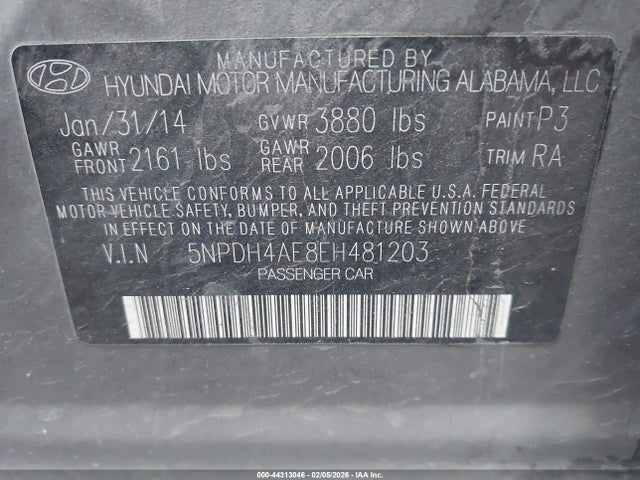 MANUFACTURED BY
HYUNDAI MOTOR MANUFACTURING ALABAMA, LLC
Jan/31/14 GVWR 3880 lbs PAINT P3
GAWR FRONT 2161 lbs GAWR REAR 2006 lbs TRIM RA
THIS VEHICLE CONFORMS TO ALL APPLICABLE U.S.A. FEDERAL
MOTOR VEHICLE SAFETY, BUMPER, AND THEFT PREVENTION STANDARDS
IN EFFECT ON THE DATE OF MANUFACTURE SHOWN ABOVE
V.I.N 5NPDH4AE8EH481203
PASSENGER CAR
000-44313046 - 02/05/2026 - IAA Inc.